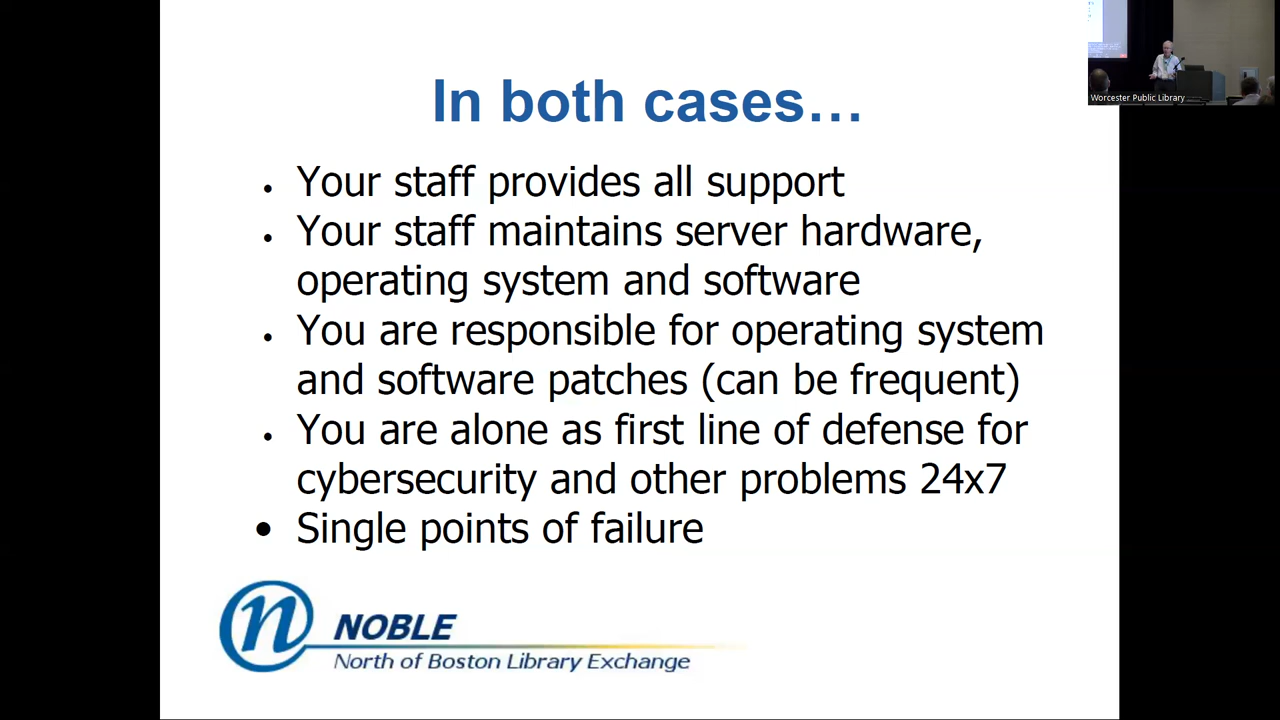 In both cases…
• Your staff provides all support
• Your staff maintains server hardware,
operating system and software
• You are responsible for operating system
and software patches (can be frequent)
• You are alone as first line of defense for
cybersecurity and other problems 24x7
• Single points of failure
n NOBLE
North of Boston Library Exchange
Worcester Public Library